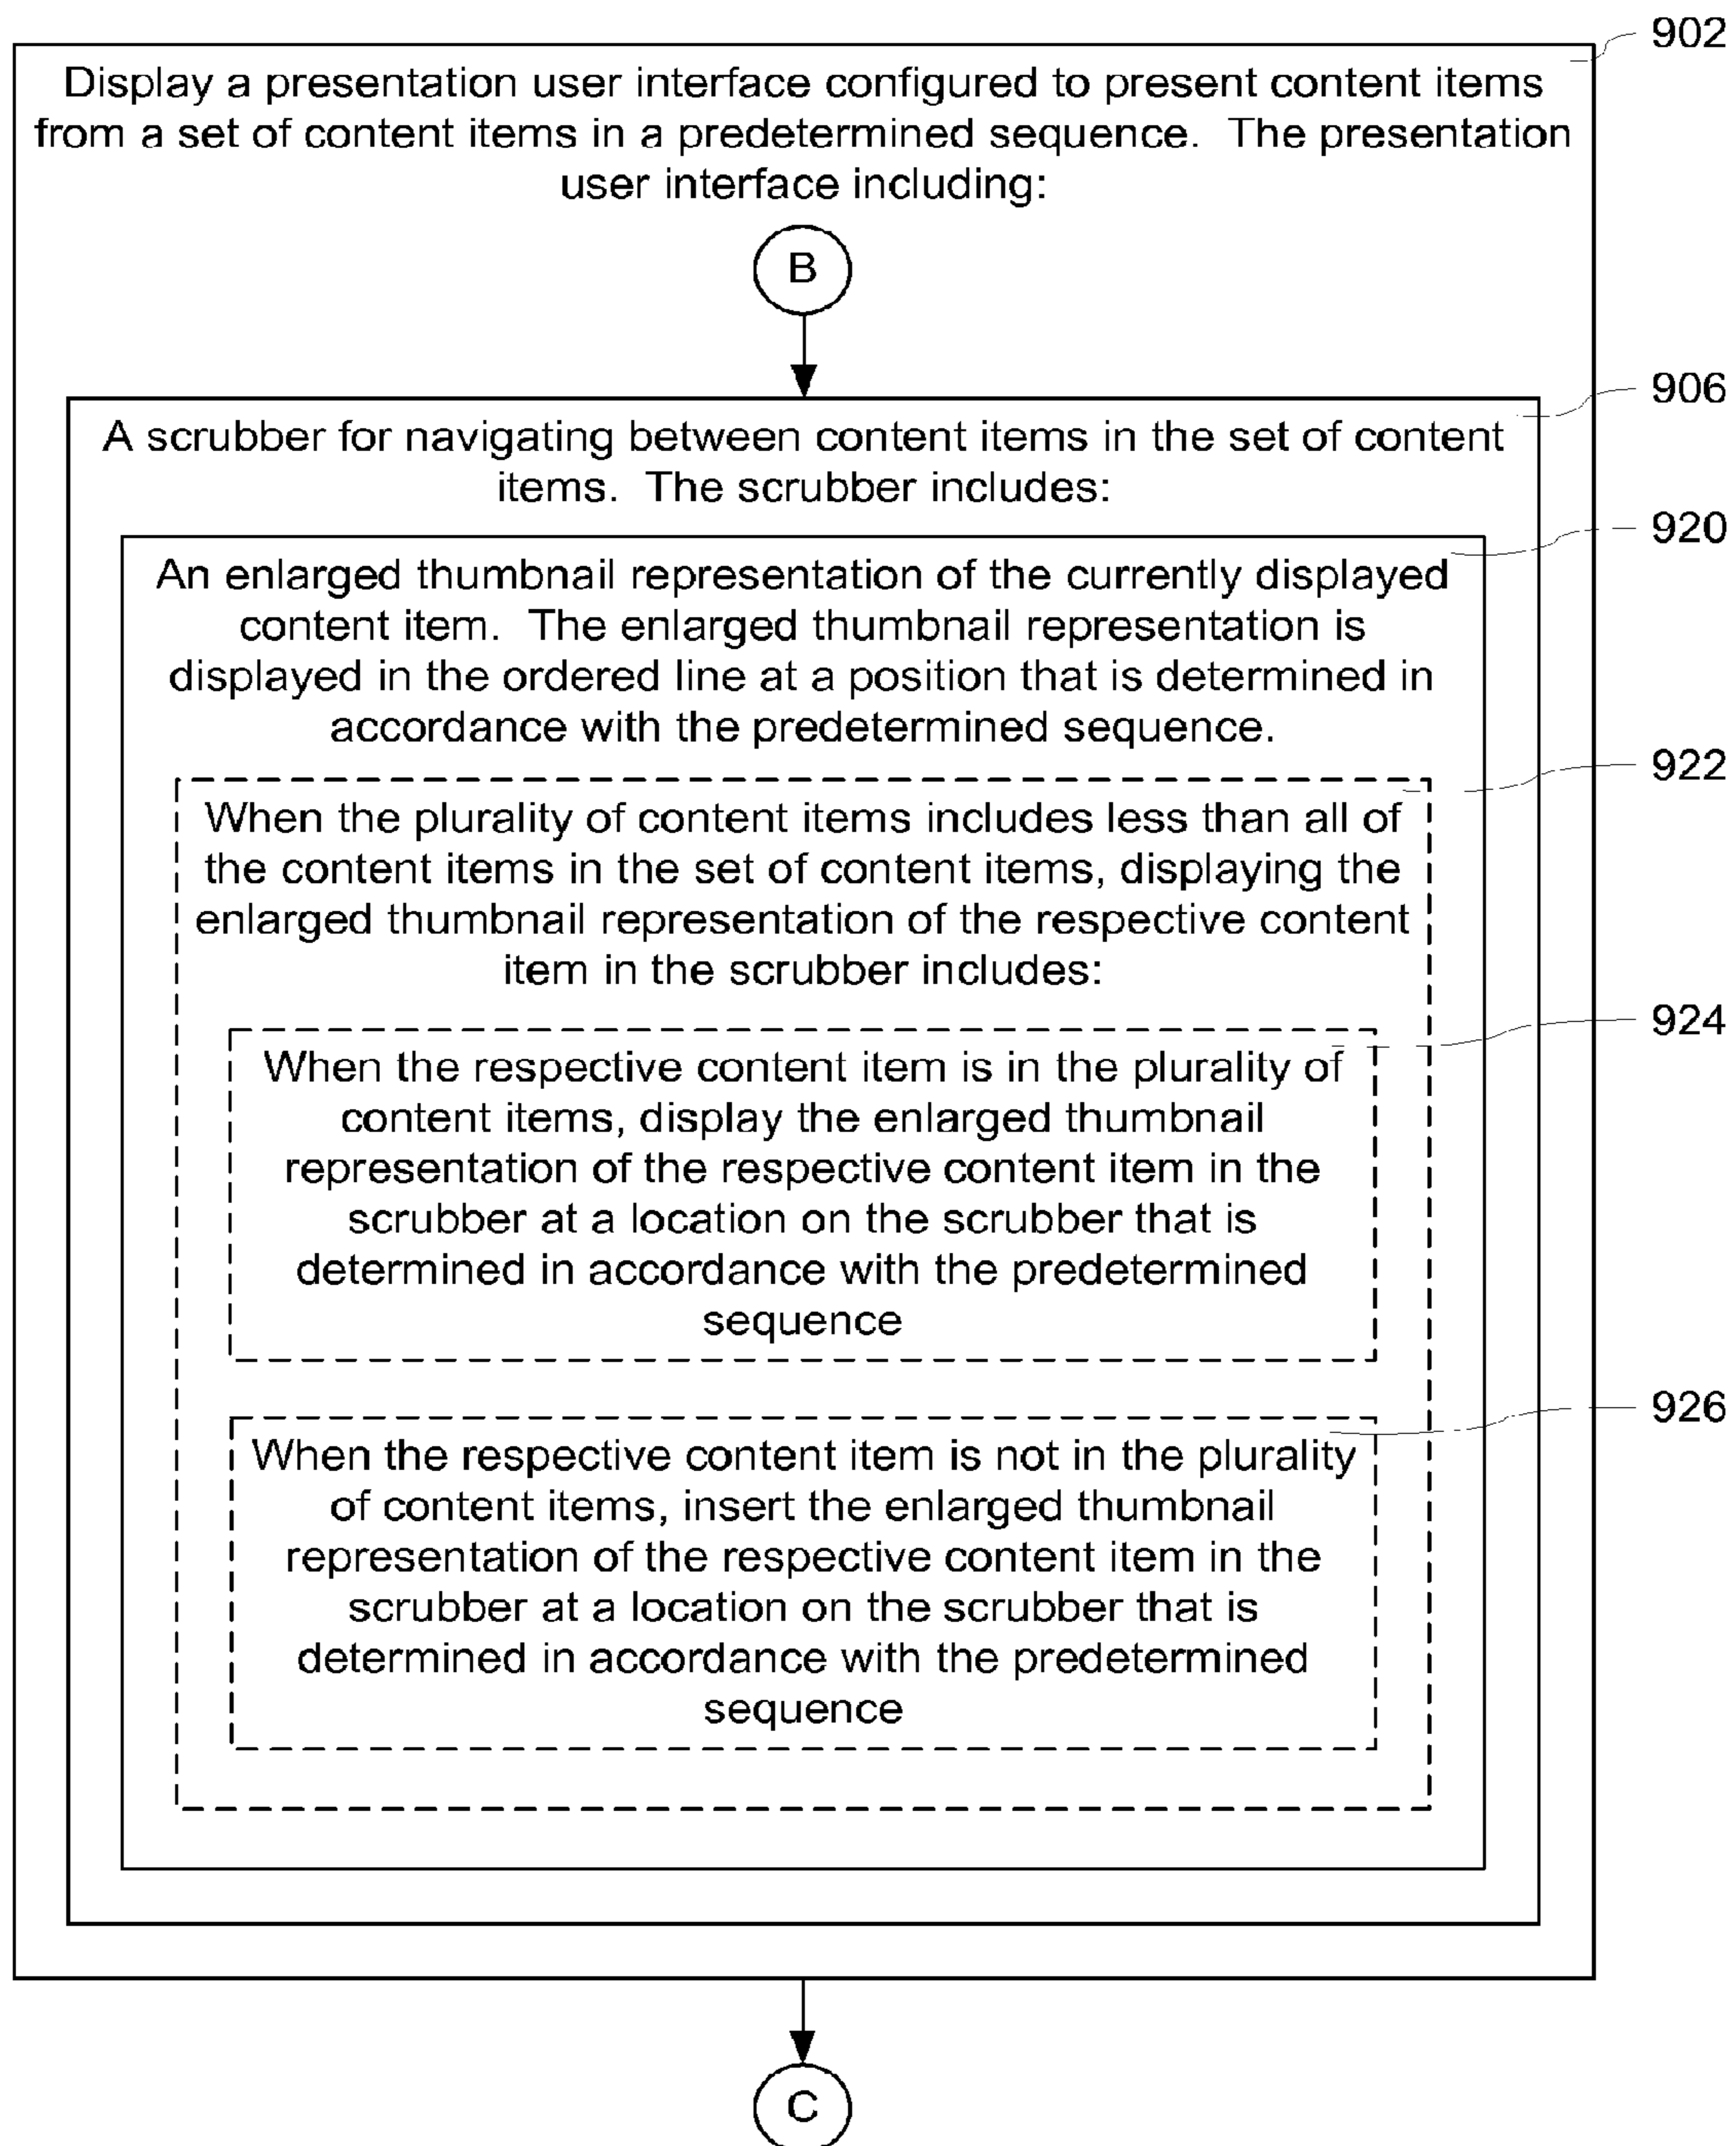 902
Display a presentation user interface configured to present content items
from a set of content items in a predetermined sequence. The presentation
user interface including:
B
906
A scrubber for navigating between content items in the set of content
items. The scrubber includes:
920
An enlarged thumbnail representation of the currently displayed
content item. The enlarged thumbnail representation is
displayed in the ordered line at a position that is determined in
accordance with the predetermined sequence.
922
When the plurality of content items includes less than all of
the content items in the set of content items, displaying the
enlarged thumbnail representation of the respective content
item in the scrubber includes:
924
When the respective content item is in the plurality of
content items, display the enlarged thumbnail
representation of the respective content item in the
scrubber at a location on the scrubber that is
determined in accordance with the predetermined
sequence
926
When the respective content item is not in the plurality
of content items, insert the enlarged thumbnail
representation of the respective content item in the
scrubber at a location on the scrubber that is
determined in accordance with the predetermined
sequence
C